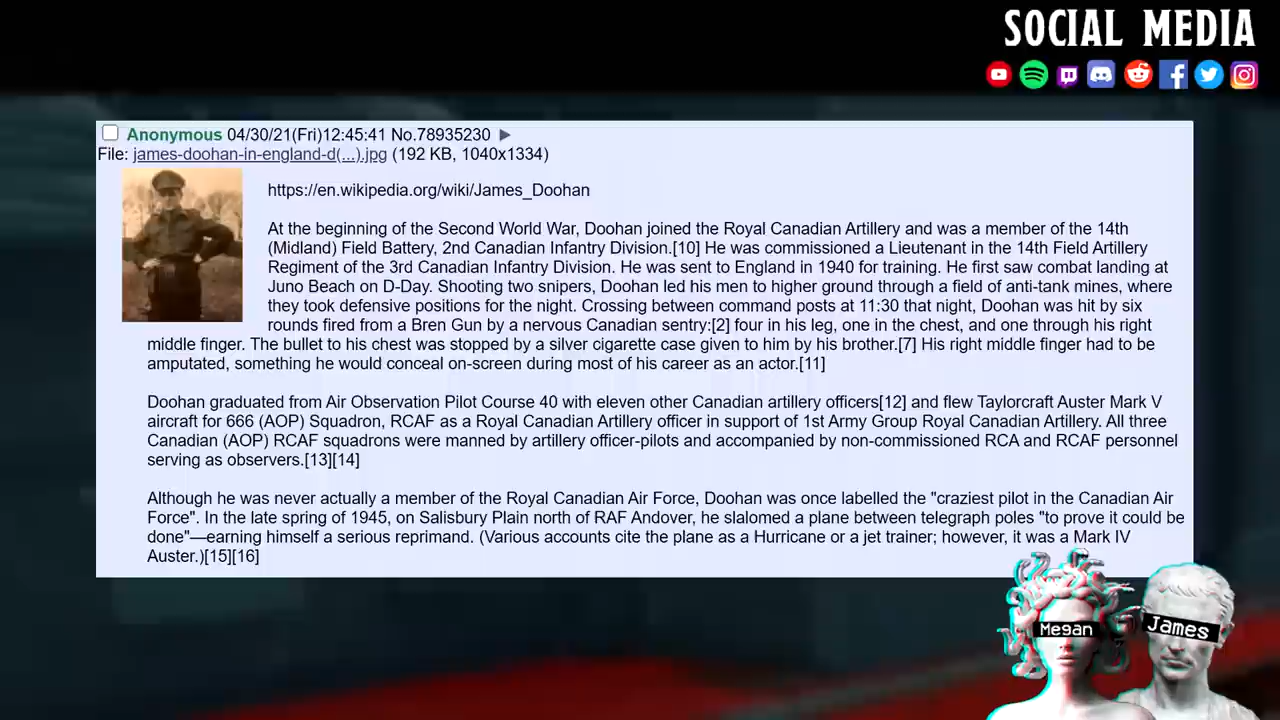 SOCIAL MEDIA
Anonymous 04/30/21(Fri)12:45:41 No.78935230 ▶
File: james-doohan-in-england-d(...).jpg (192 KB, 1040x1334)
https://en.wikipedia.org/wiki/James_Doohan
At the beginning of the Second World War, Doohan joined the Royal Canadian Artillery and was a member of the 14th
(Midland) Field Battery, 2nd Canadian Infantry Division.[10] He was commissioned a Lieutenant in the 14th Field Artillery
Regiment of the 3rd Canadian Infantry Division. He was sent to England in 1940 for training. He first saw combat landing at
Juno Beach on D-Day. Shooting two snipers, Doohan led his men to higher ground through a field of anti-tank mines, where
they took defensive positions for the night. Crossing between command posts at 11:30 that night, Doohan was hit by six
rounds fired from a Bren Gun by a nervous Canadian sentry:[2] four in his leg, one in the chest, and one through his right
middle finger. The bullet to his chest was stopped by a silver cigarette case given to him by his brother.[7] His right middle finger had to be
amputated, something he would conceal on-screen during most of his career as an actor.[11]
Doohan graduated from Air Observation Pilot Course 40 with eleven other Canadian artillery officers[12] and flew Taylorcraft Auster Mark V
aircraft for 666 (AOP) Squadron, RCAF as a Royal Canadian Artillery officer in support of 1st Army Group Royal Canadian Artillery. All three
Canadian (AOP) RCAF squadrons were manned by artillery officer-pilots and accompanied by non-commissioned RCA and RCAF personnel
serving as observers.[13][14]
Although he was never actually a member of the Royal Canadian Air Force, Doohan was once labelled the "craziest pilot in the Canadian Air
Force". In the late spring of 1945, on Salisbury Plain north of RAF Andover, he slalomed a plane between telegraph poles "to prove it could be
done"—earning himself a serious reprimand. (Various accounts cite the plane as a Hurricane or a jet trainer; however, it was a Mark IV
Auster.)[15][16]
Megan
James